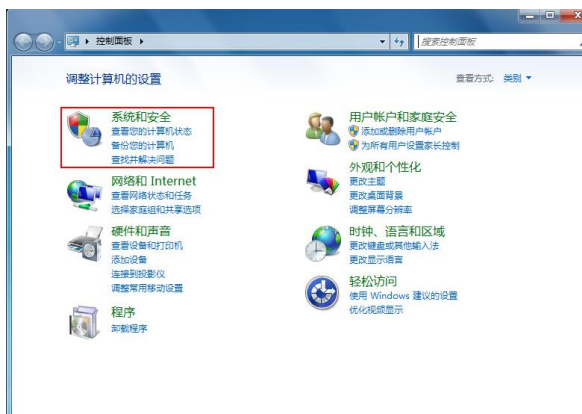 控制面板
搜索控制面板
调整计算机的设置
查看方式: 类别
系统和安全
查看您的计算机状态
备份您的计算机
查找并解决问题
网络和 Internet
查看网络状态和任务
选择家庭组和共享选项
硬件和声音
查看设备和打印机
添加设备
连接到投影仪
调整常用移动设置
程序
卸载程序
用户帐户和家庭安全
添加或删除用户帐户
为所有用户设置家长控制
外观和个性化
更改主题
更改桌面背景
调整屏幕分辨率
时钟、语言和区域
更改键盘或其他输入法
更改显示语言
轻松访问
使用 Windows 建议的设置
优化视频显示